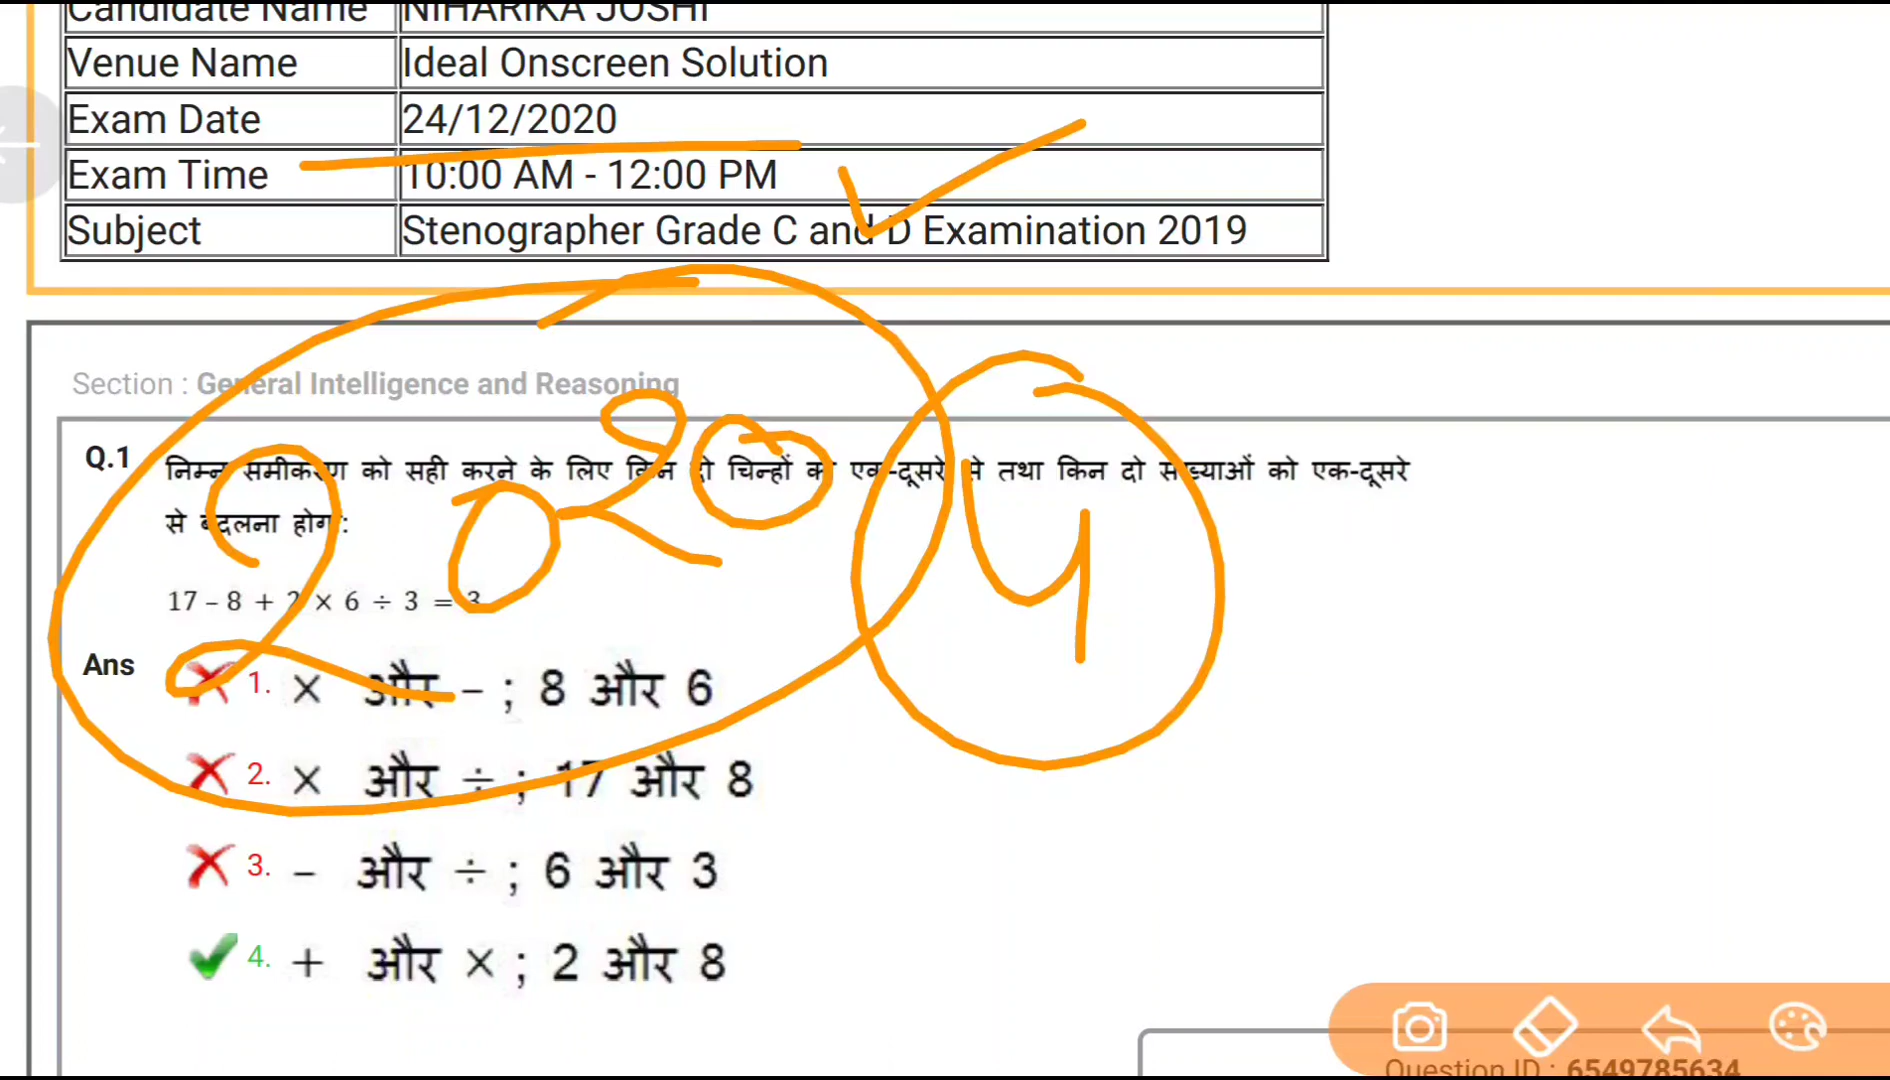 Candidate Name NIHARIKA JOSHI
Venue Name Ideal Onscreen Solution
Exam Date 24/12/2020
Exam Time 10:00 AM - 12:00 PM
Subject Stenographer Grade C and D Examination 2019
Section : General Intelligence and Reasoning
2020 4
Q.1 निम्न समीकरण को सही करने के लिए किन दो चिन्हों को एक-दूसरे से तथा किन दो संख्याओं को एक-दूसरे
से बदलना होगा:
17 – 8 + 2 × 6 ÷ 3 = 3
Ans 1. × और – ; 8 और 6
2. × और ÷ ; 17 और 8
3. – और ÷ ; 6 और 3
4. + और × ; 2 और 8
Question ID : 6549785634